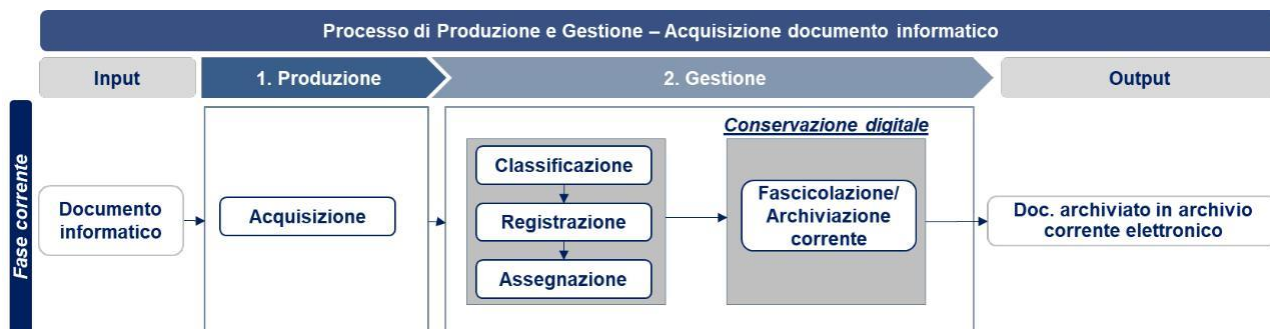 Processo di Produzione e Gestione – Acquisizione documento informatico
Input
1. Produzione
2. Gestione
Output
Fase corrente
Documento
informatico
Acquisizione
Classificazione
Registrazione
Assegnazione
Conservazione digitale
Fascicolazione/
Archiviazione
corrente
Doc. archiviato in archivio
corrente elettronico